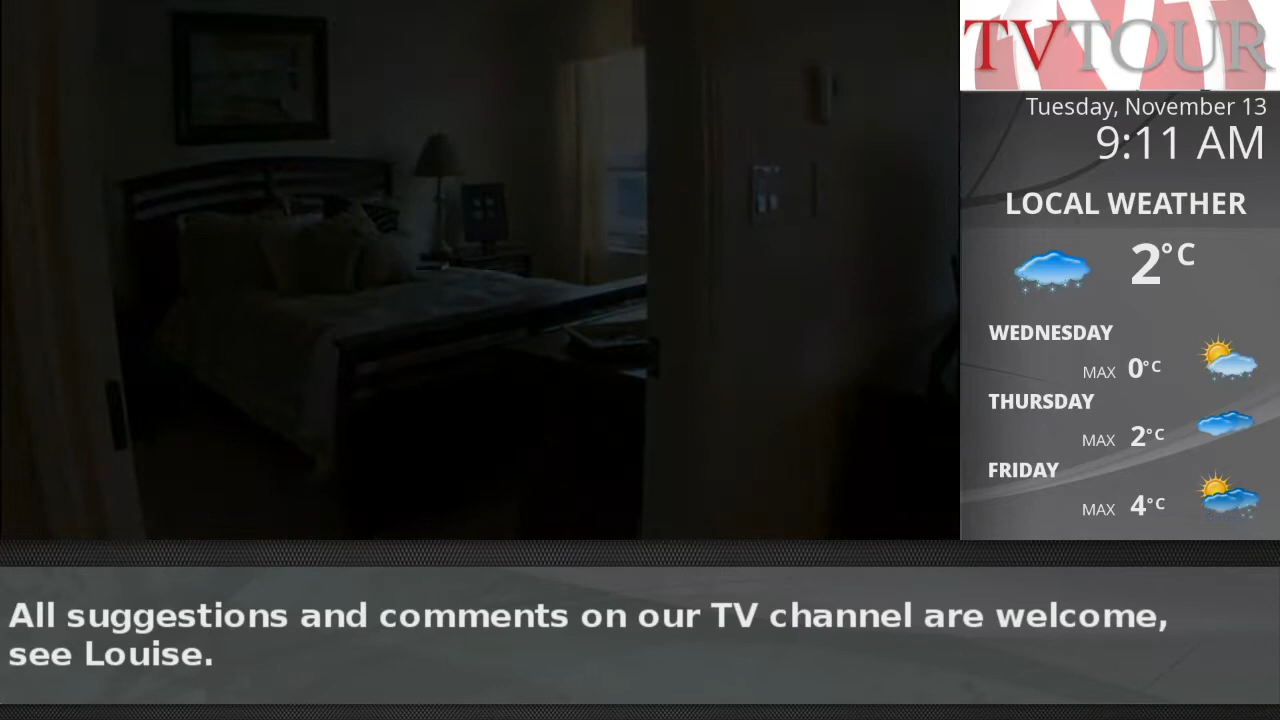 TVTOUR
Tuesday, November 13
9:11 AM
LOCAL WEATHER
2°C
WEDNESDAY
MAX 0°C
THURSDAY
MAX 2°C
FRIDAY
MAX 4°C
All suggestions and comments on our TV channel are welcome,
see Louise.